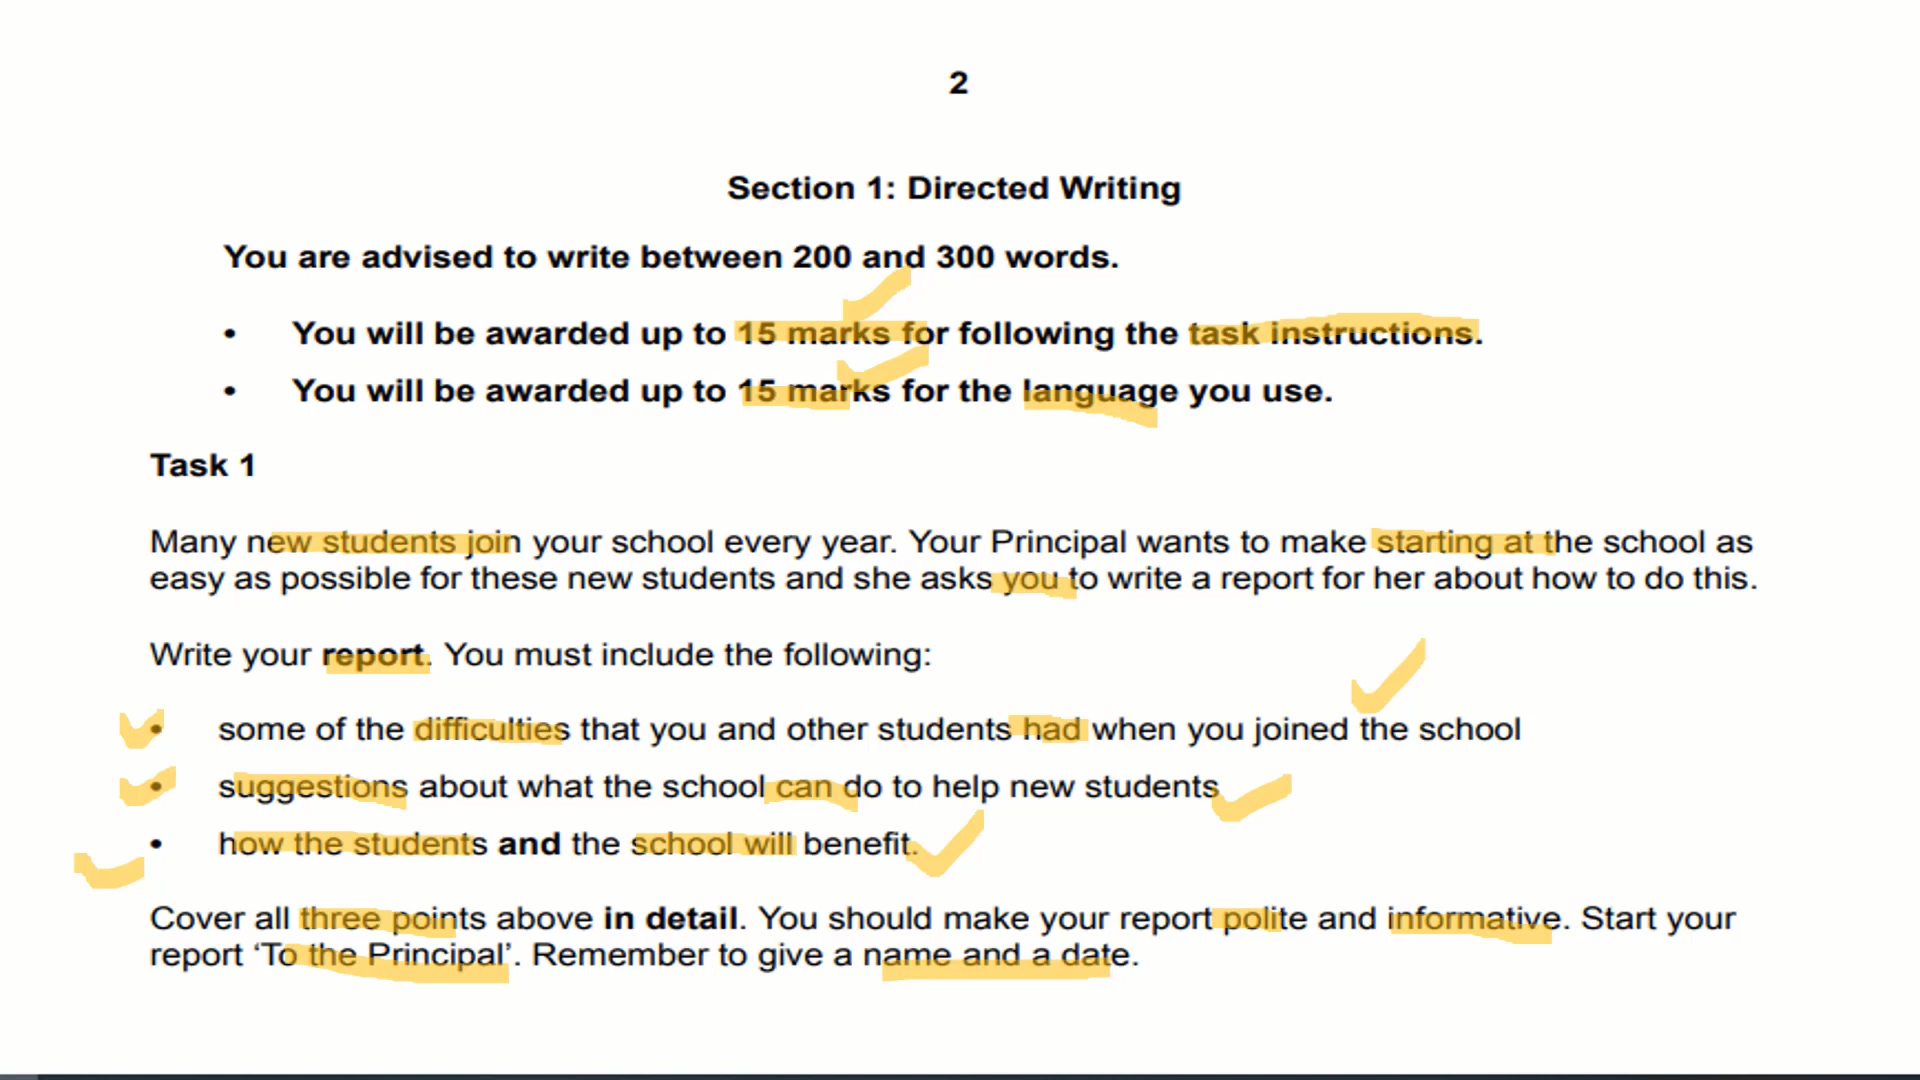 2
Section 1: Directed Writing
You are advised to write between 200 and 300 words.
• You will be awarded up to 15 marks for following the task instructions.
• You will be awarded up to 15 marks for the language you use.
Task 1
Many new students join your school every year. Your Principal wants to make starting at the school as
easy as possible for these new students and she asks you to write a report for her about how to do this.
Write your report. You must include the following:
• some of the difficulties that you and other students had when you joined the school
• suggestions about what the school can do to help new students
• how the students and the school will benefit.
Cover all three points above in detail. You should make your report polite and informative. Start your
report ‘To the Principal’. Remember to give a name and a date.